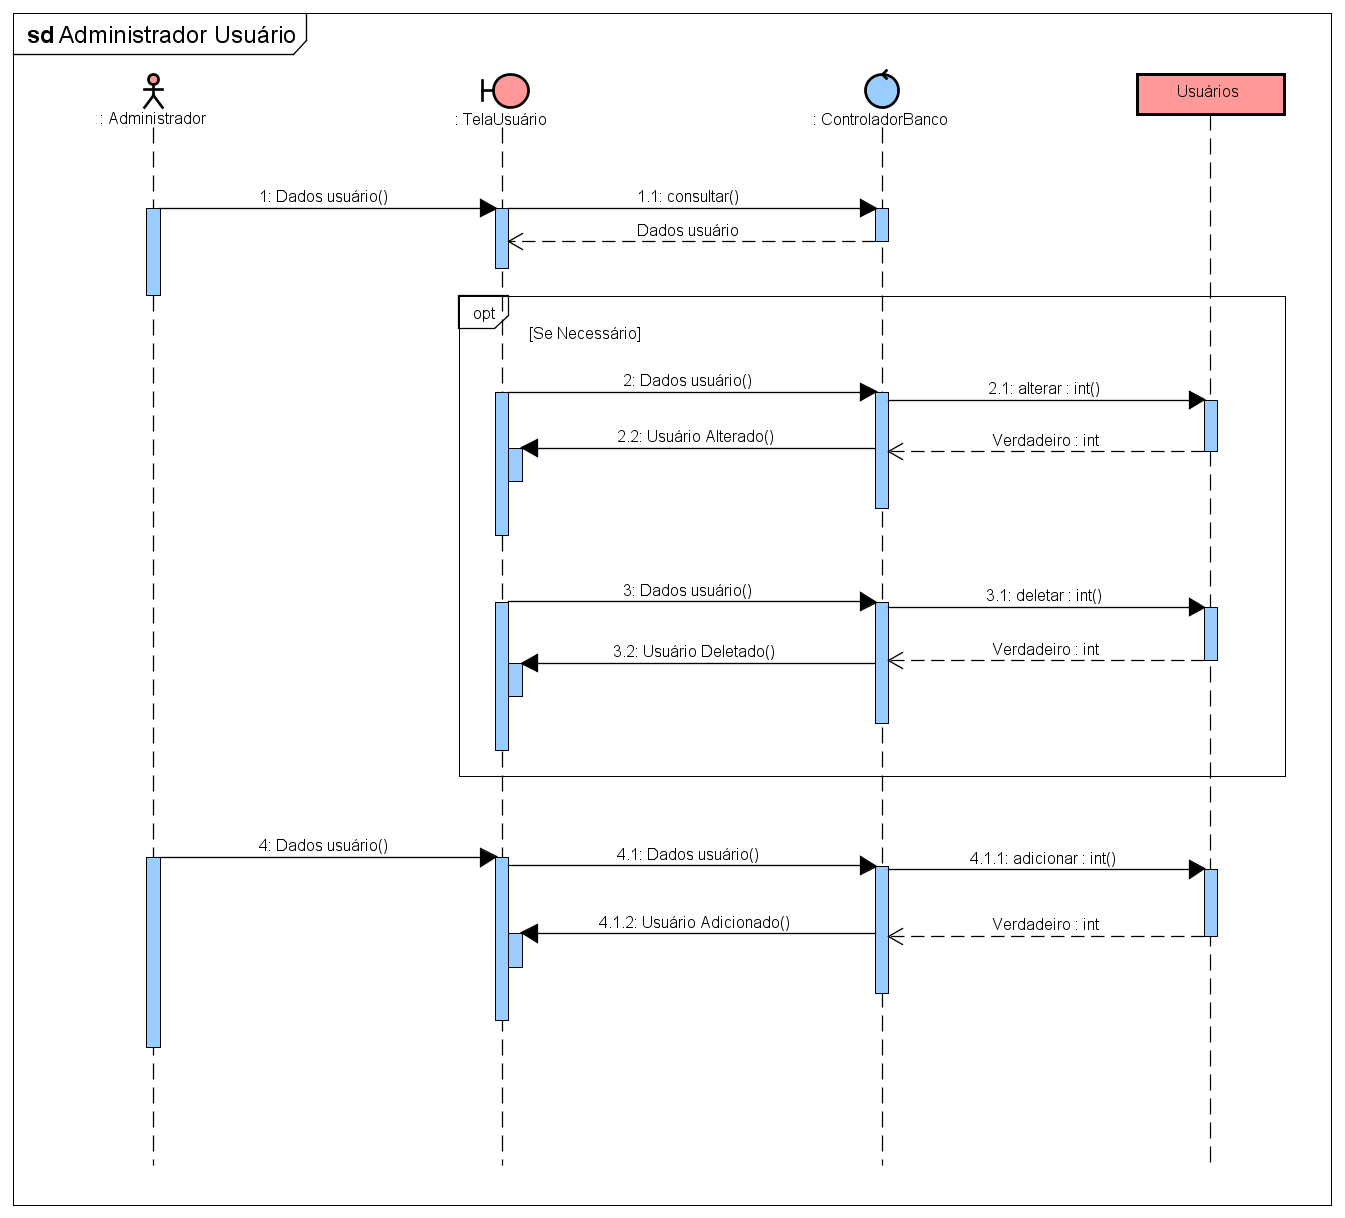 sd Administrador Usuário
: Administrador
: TelaUsuário
: ControladorBanco
Usuários
1: Dados usuário()
1.1: consultar()
Dados usuário
opt
[Se Necessário]
2: Dados usuário()
2.1: alterar : int()
2.2: Usuário Alterado()
Verdadeiro : int
3: Dados usuário()
3.1: deletar : int()
3.2: Usuário Deletado()
Verdadeiro : int
4: Dados usuário()
4.1: Dados usuário()
4.1.1: adicionar : int()
4.1.2: Usuário Adicionado()
Verdadeiro : int